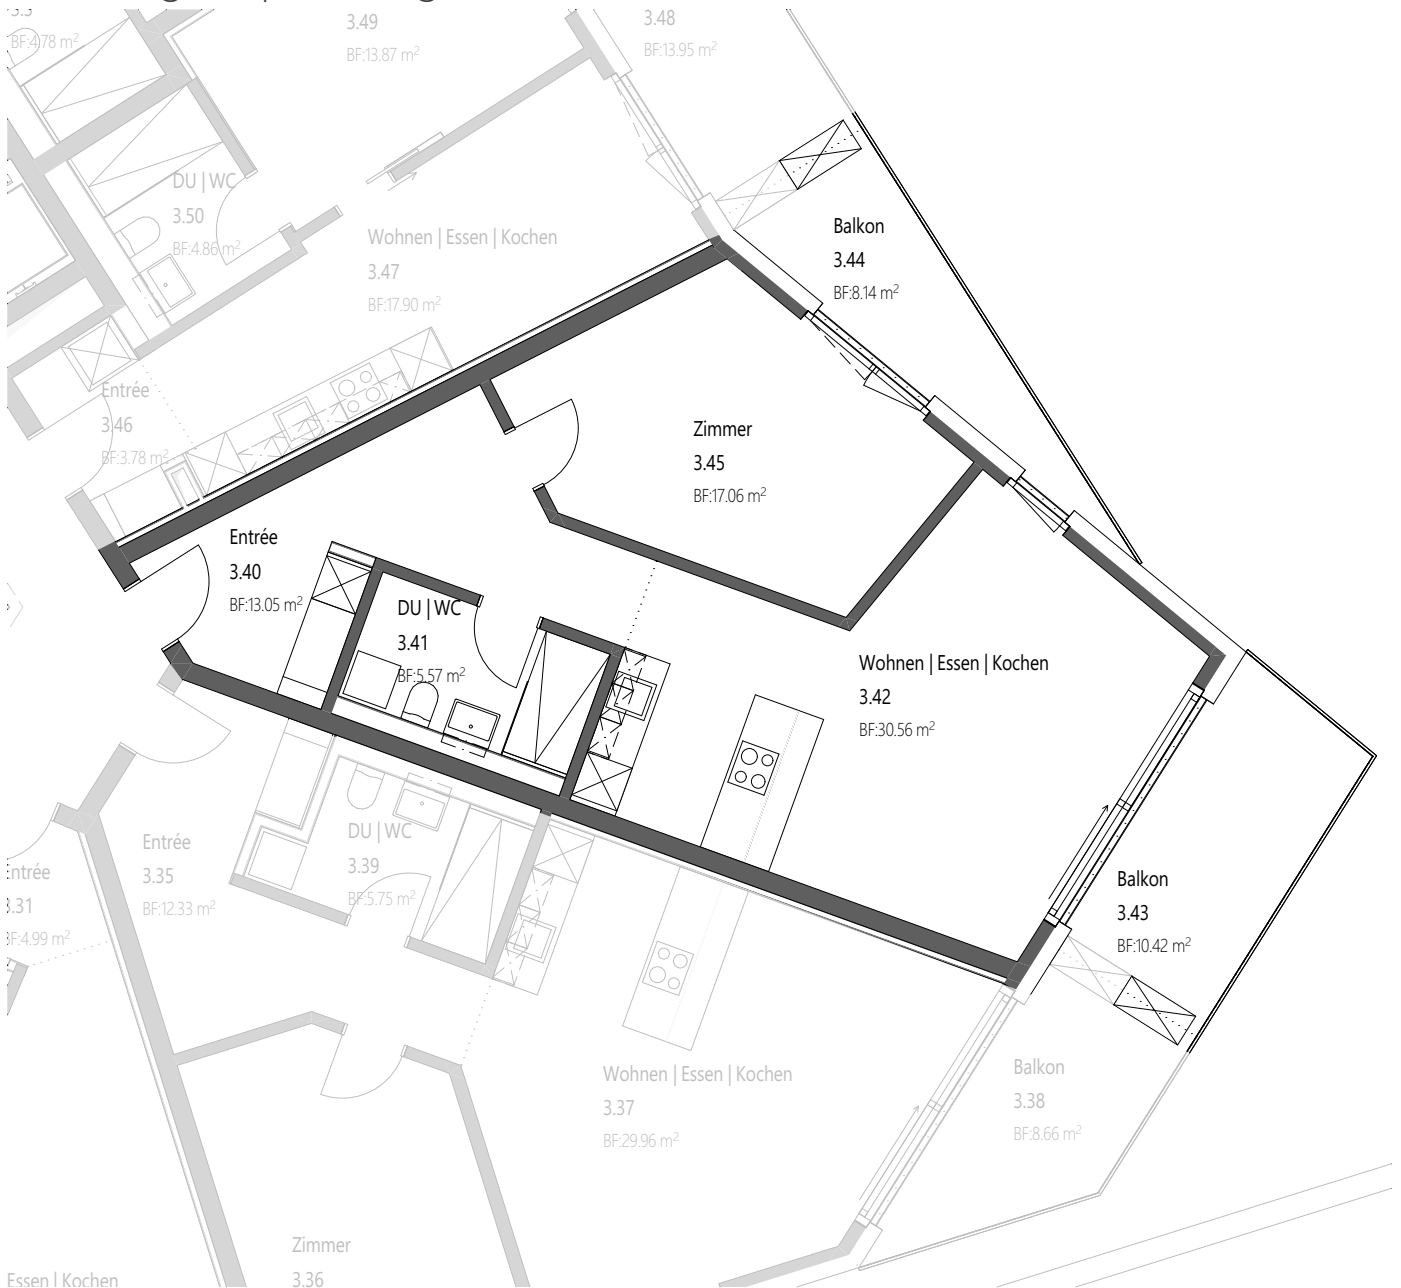 3.49
BF:13.87 m²
3.48
BF:13.95 m²
BF:4.78 m²
DU | WC
3.50
BF:4.86 m²
Wohnen | Essen | Kochen
3.47
BF:17.90 m²
Balkon
3.44
BF:8.14 m²
Entrée
3.46
BF:3.78 m²
Zimmer
3.45
BF:17.06 m²
Entrée
3.40
BF:13.05 m²
DU | WC
3.41
BF:5.57 m²
Wohnen | Essen | Kochen
3.42
BF:30.56 m²
Balkon
3.43
BF:10.42 m²
Entrée
3.35
BF:12.33 m²
DU | WC
3.39
BF:5.75 m²
Entrée
3.31
BF:4.99 m²
Wohnen | Essen | Kochen
3.37
BF:29.96 m²
Balkon
3.38
BF:8.66 m²
Zimmer
3.36
Essen | Kochen